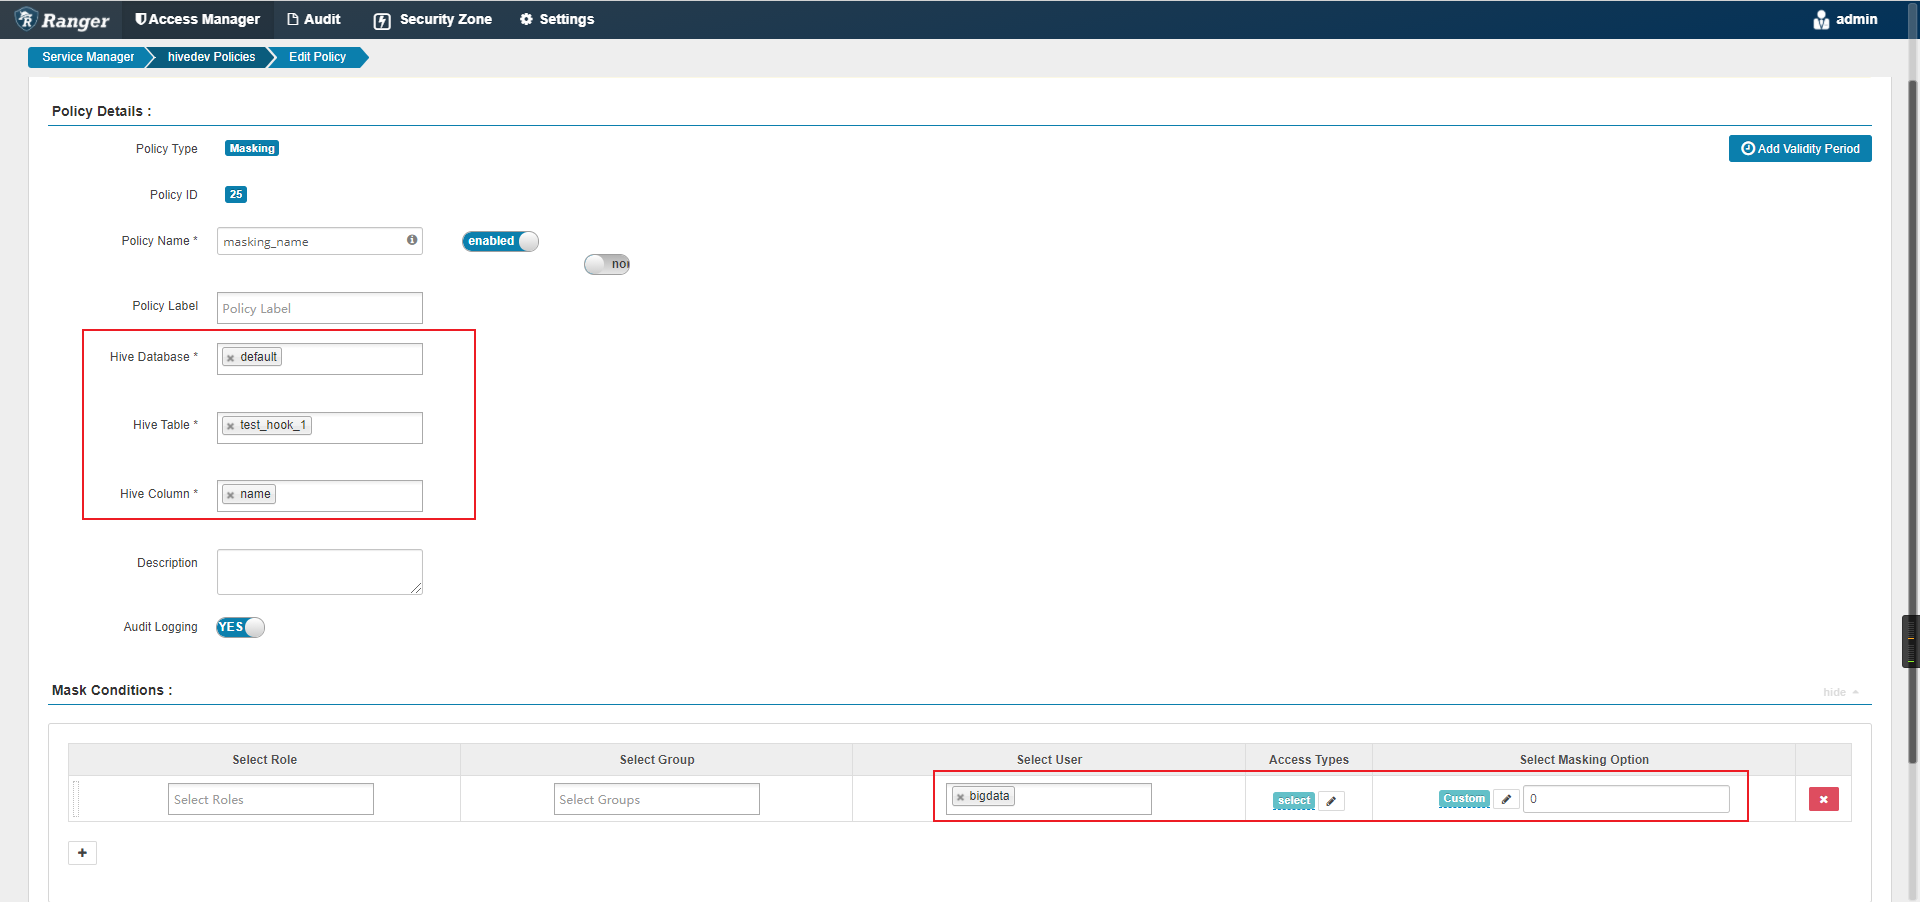 Ranger Access Manager Audit Security Zone Settings admin
Service Manager hivedev Policies Edit Policy
Policy Details :
Policy Type Masking Add Validity Period
Policy ID 25
Policy Name * masking_name enabled
nor
Policy Label Policy Label
Hive Database * default
Hive Table * test_hook_1
Hive Column * name
Description
Audit Logging YES
Mask Conditions : hide
Select Role Select Group Select User Access Types Select Masking Option
Select Roles Select Groups bigdata select Custom 0